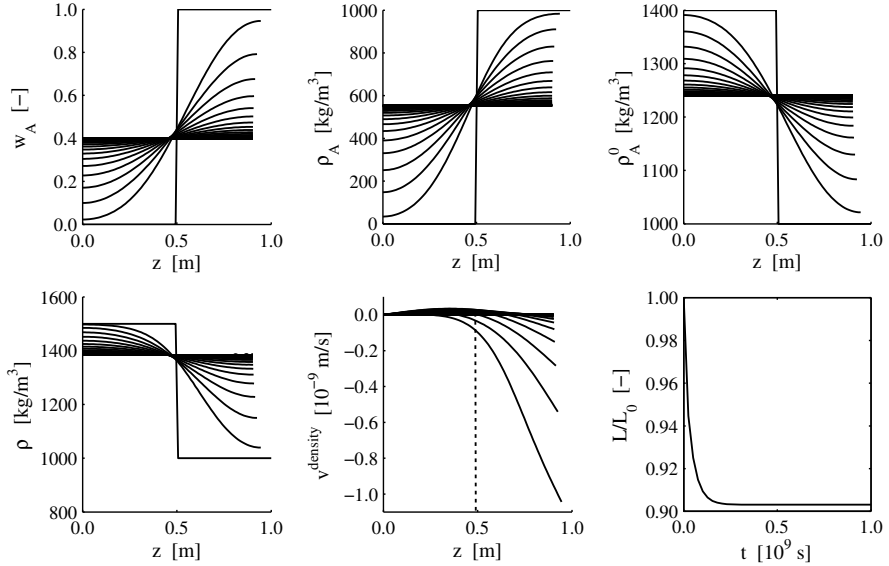 1.0
0.8
0.6
0.4
0.2
0.0
w_A [−]
0.0 0.5 1.0
z [m]
1000
800
600
400
200
0
ρ_A [kg/m³]
0.0 0.5 1.0
z [m]
1400
1300
1200
1100
1000
ρ_A^0 [kg/m³]
0.0 0.5 1.0
z [m]
1600
1400
1200
1000
800
ρ [kg/m³]
0.0 0.5 1.0
z [m]
0.0
−0.2
−0.4
−0.6
−0.8
−1.0
v^density [10⁻⁹ m/s]
0.0 0.5 1.0
z [m]
1.00
0.98
0.96
0.94
0.92
0.90
L/L_0 [−]
0.0 0.5 1.0
t [10⁹ s]